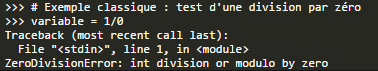 >>> # Exemple classique : test d'une division par zéro
>>> variable = 1/0
Traceback (most recent call last):
  File "<stdin>", line 1, in <module>
ZeroDivisionError: int division or modulo by zero